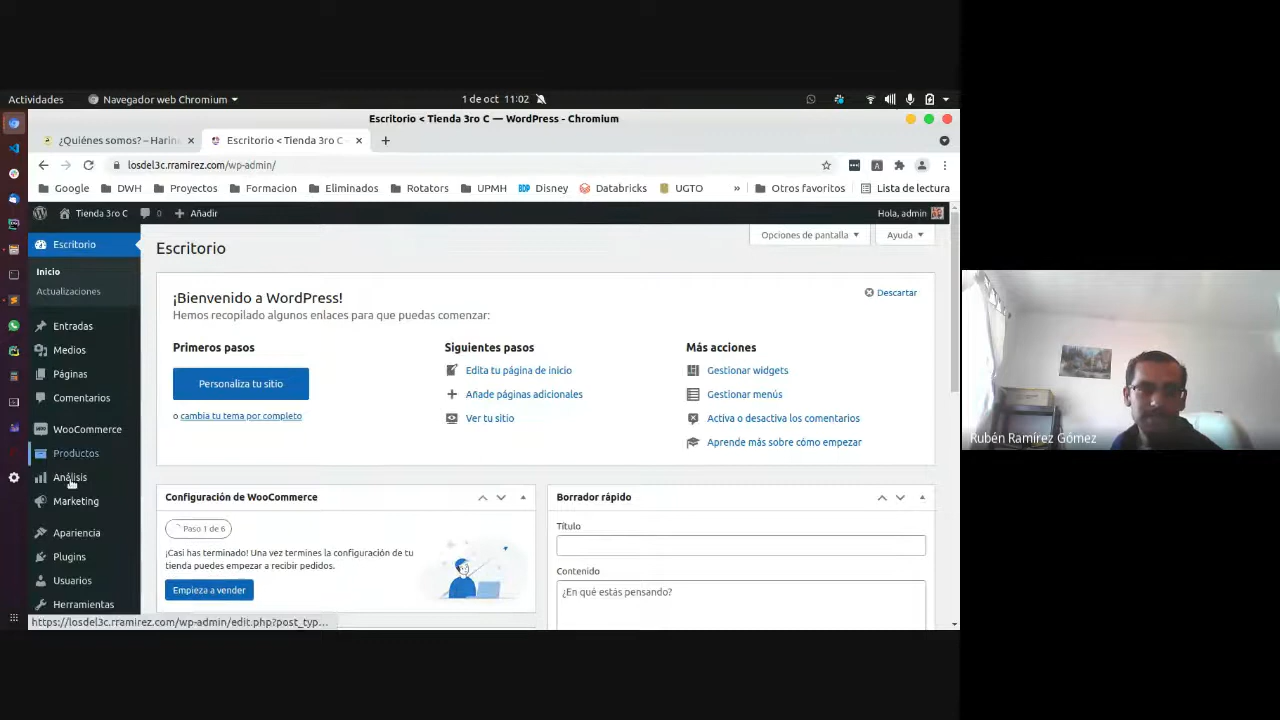 Actividades
Navegador web Chromium
1 de oct 11:02
Escritorio < Tienda 3ro C — WordPress - Chromium
¿Quiénes somos? – Harin
Escritorio < Tienda 3ro C –
losdel3c.rramirez.com/wp-admin/
Google
DWH
Proyectos
Formacion
Eliminados
Rotators
UPMH
BDP Disney
Databricks
UGTO
»
Otros favoritos
Lista de lectura
Tienda 3ro C
0
Añadir
Hola, admin
Escritorio
Inicio
Actualizaciones
Entradas
Medios
Páginas
Comentarios
WooCommerce
Productos
Análisis
Marketing
Apariencia
Plugins
Usuarios
Herramientas
https://losdel3c.rramirez.com/wp-admin/edit.php?post_typ...
Escritorio
Opciones de pantalla
Ayuda
¡Bienvenido a WordPress!
Descartar
Hemos recopilado algunos enlaces para que puedas comenzar:
Primeros pasos
Personaliza tu sitio
o cambia tu tema por completo
Siguientes pasos
Edita tu página de inicio
Añade páginas adicionales
Ver tu sitio
Más acciones
Gestionar widgets
Gestionar menús
Activa o desactiva los comentarios
Aprende más sobre cómo empezar
Configuración de WooCommerce
Paso 1 de 6
¡Casi has terminado! Una vez termines la configuración de tu
tienda puedes empezar a recibir pedidos.
Empieza a vender
Borrador rápido
Título
Contenido
¿En qué estás pensando?
Rubén Ramírez Gómez